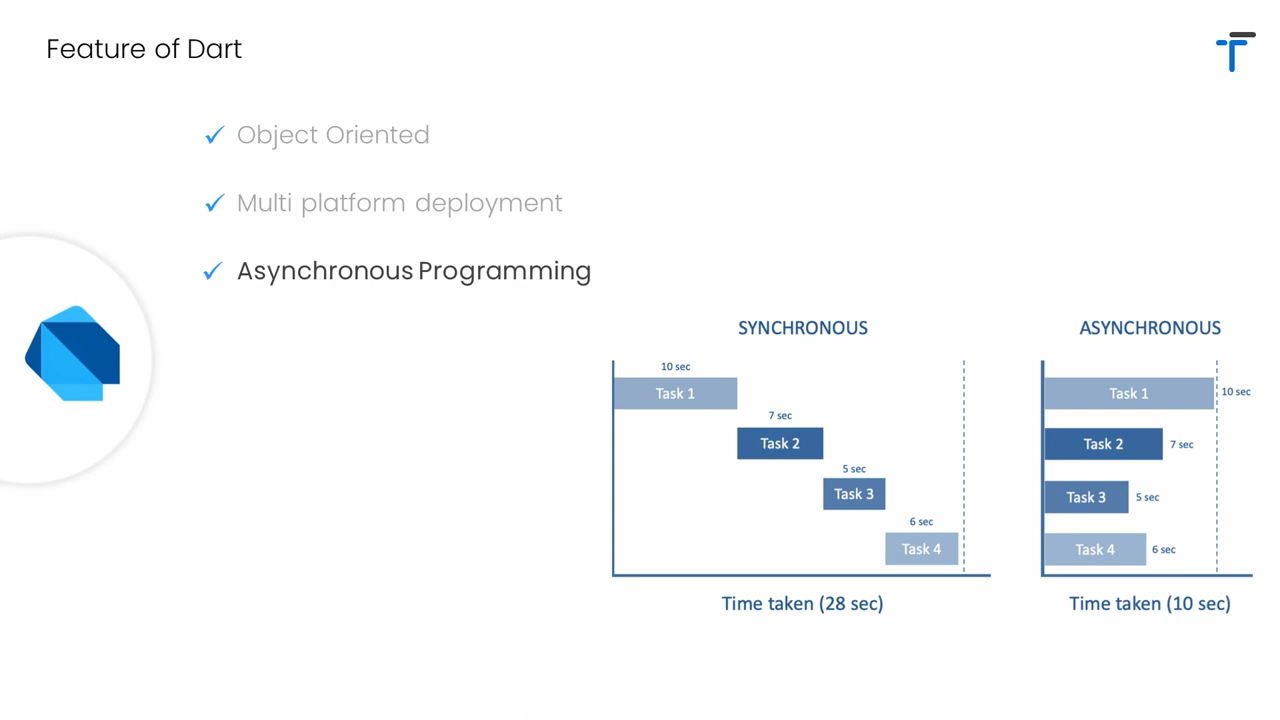 Feature of Dart
✓ Object Oriented
✓ Multi platform deployment
✓ Asynchronous Programming
SYNCHRONOUS
10 sec
Task 1
7 sec
Task 2
5 sec
Task 3
6 sec
Task 4
Time taken (28 sec)
ASYNCHRONOUS
Task 1 10 sec
Task 2 7 sec
Task 3 5 sec
Task 4 6 sec
Time taken (10 sec)